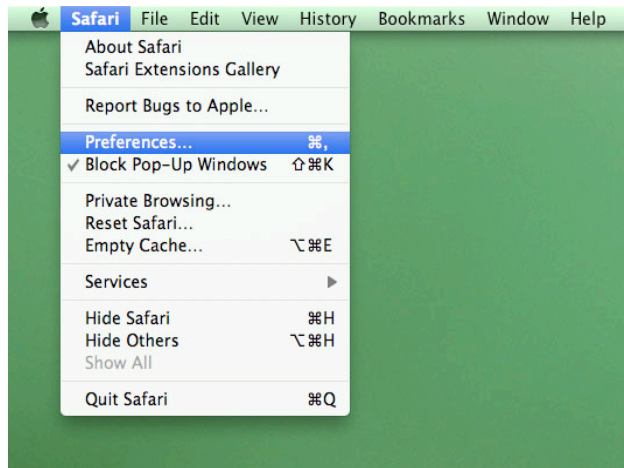 Safari File Edit View History Bookmarks Window Help
About Safari
Safari Extensions Gallery
Report Bugs to Apple...
Preferences... ⌘,
✓ Block Pop-Up Windows ⇧⌘K
Private Browsing...
Reset Safari...
Empty Cache... ⌥⌘E
Services ▶
Hide Safari ⌘H
Hide Others ⌥⌘H
Show All
Quit Safari ⌘Q